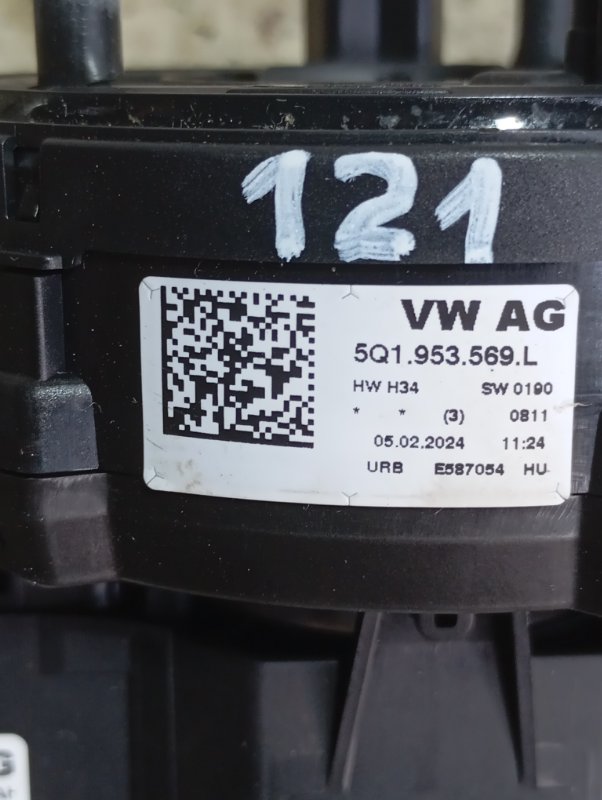 121
VW AG
5Q1.953.569.L
HW H34 SW 0190
* * (3) 0811
05.02.2024 11:24
URB E587054 HU
G